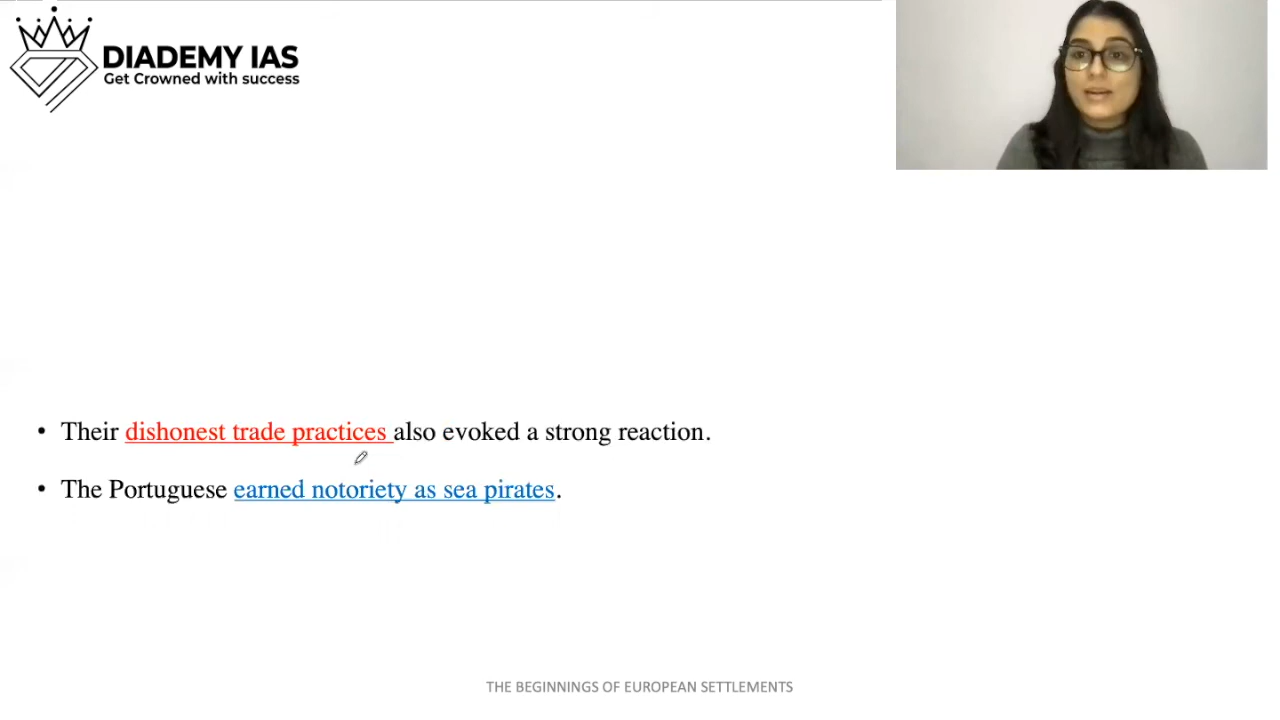 DIADEMY IAS
Get Crowned with success
• Their dishonest trade practices also evoked a strong reaction.
• The Portuguese earned notoriety as sea pirates.
THE BEGINNINGS OF EUROPEAN SETTLEMENTS